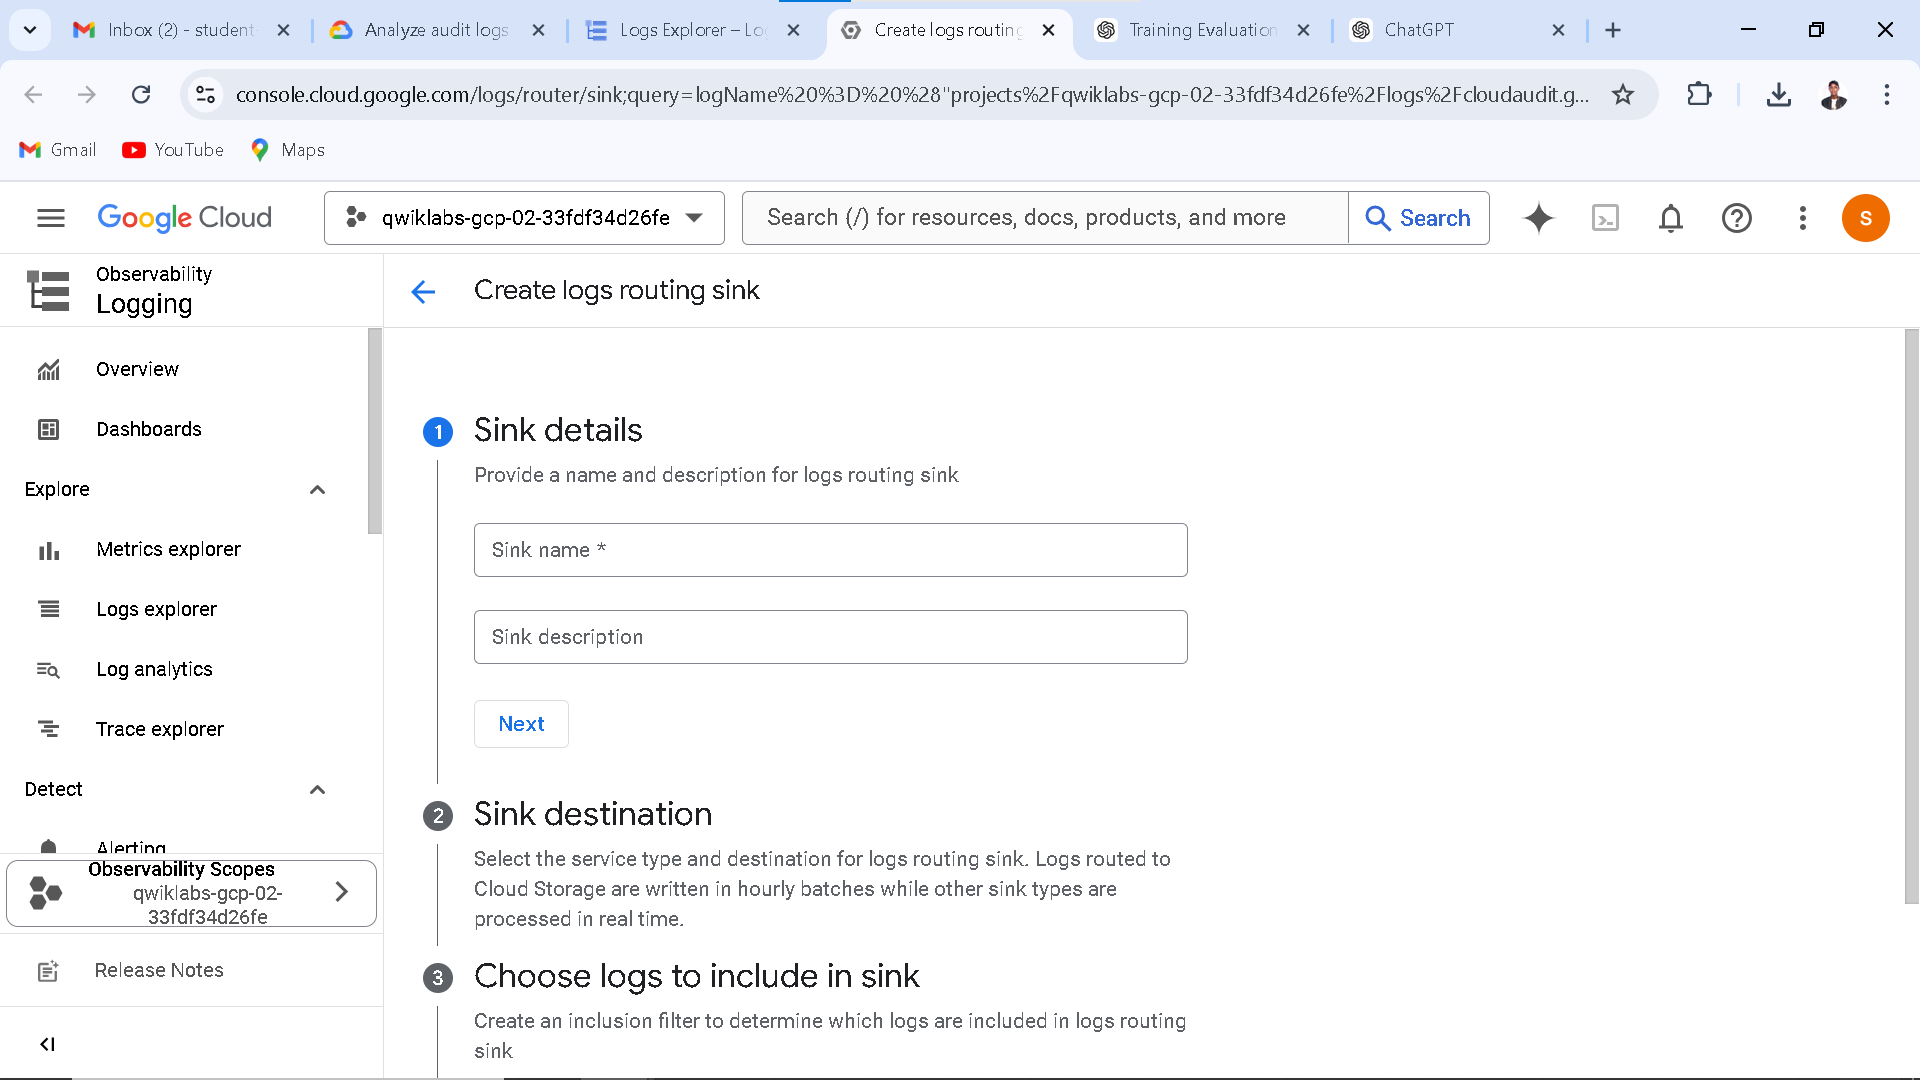 Inbox (2) - student
Analyze audit logs
Logs Explorer – Lo
Create logs routing
Training Evaluation
ChatGPT
console.cloud.google.com/logs/router/sink;query=logName%20%3D%20%28"projects%2Fqwiklabs-gcp-02-33fdf34d26fe%2Flogs%2Fcloudaudit.g...
Gmail
YouTube
Maps
Google Cloud
qwiklabs-gcp-02-33fdf34d26fe
Search (/) for resources, docs, products, and more
Search
S
Observability
Logging
Create logs routing sink
Overview
Dashboards
Explore
Metrics explorer
Logs explorer
Log analytics
Trace explorer
Detect
Alerting
Observability Scopes
qwiklabs-gcp-02-
33fdf34d26fe
Release Notes
1 Sink details
Provide a name and description for logs routing sink
Sink name *
Sink description
Next
2 Sink destination
Select the service type and destination for logs routing sink. Logs routed to
Cloud Storage are written in hourly batches while other sink types are
processed in real time.
3 Choose logs to include in sink
Create an inclusion filter to determine which logs are included in logs routing
sink